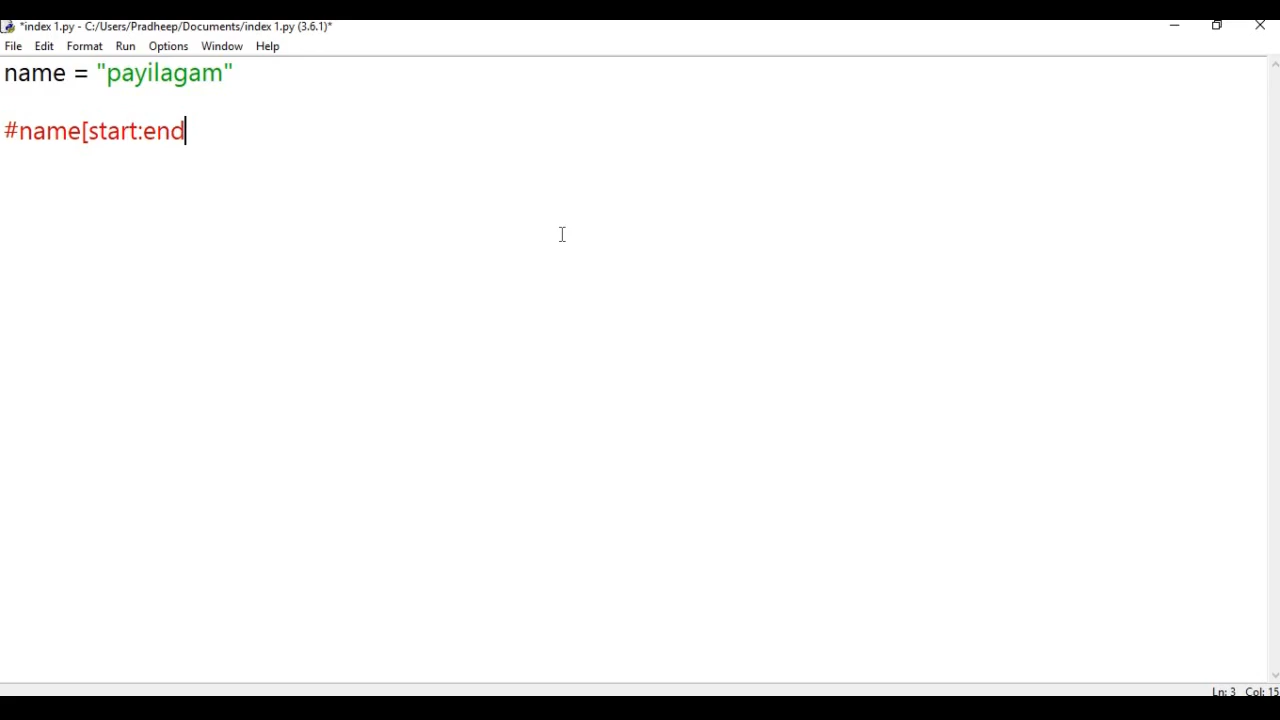 *index 1.py - C:/Users/Pradheep/Documents/index 1.py (3.6.1)*
File Edit Format Run Options Window Help
name = "payilagam"
#name[start:end
Ln: 3 Col: 15